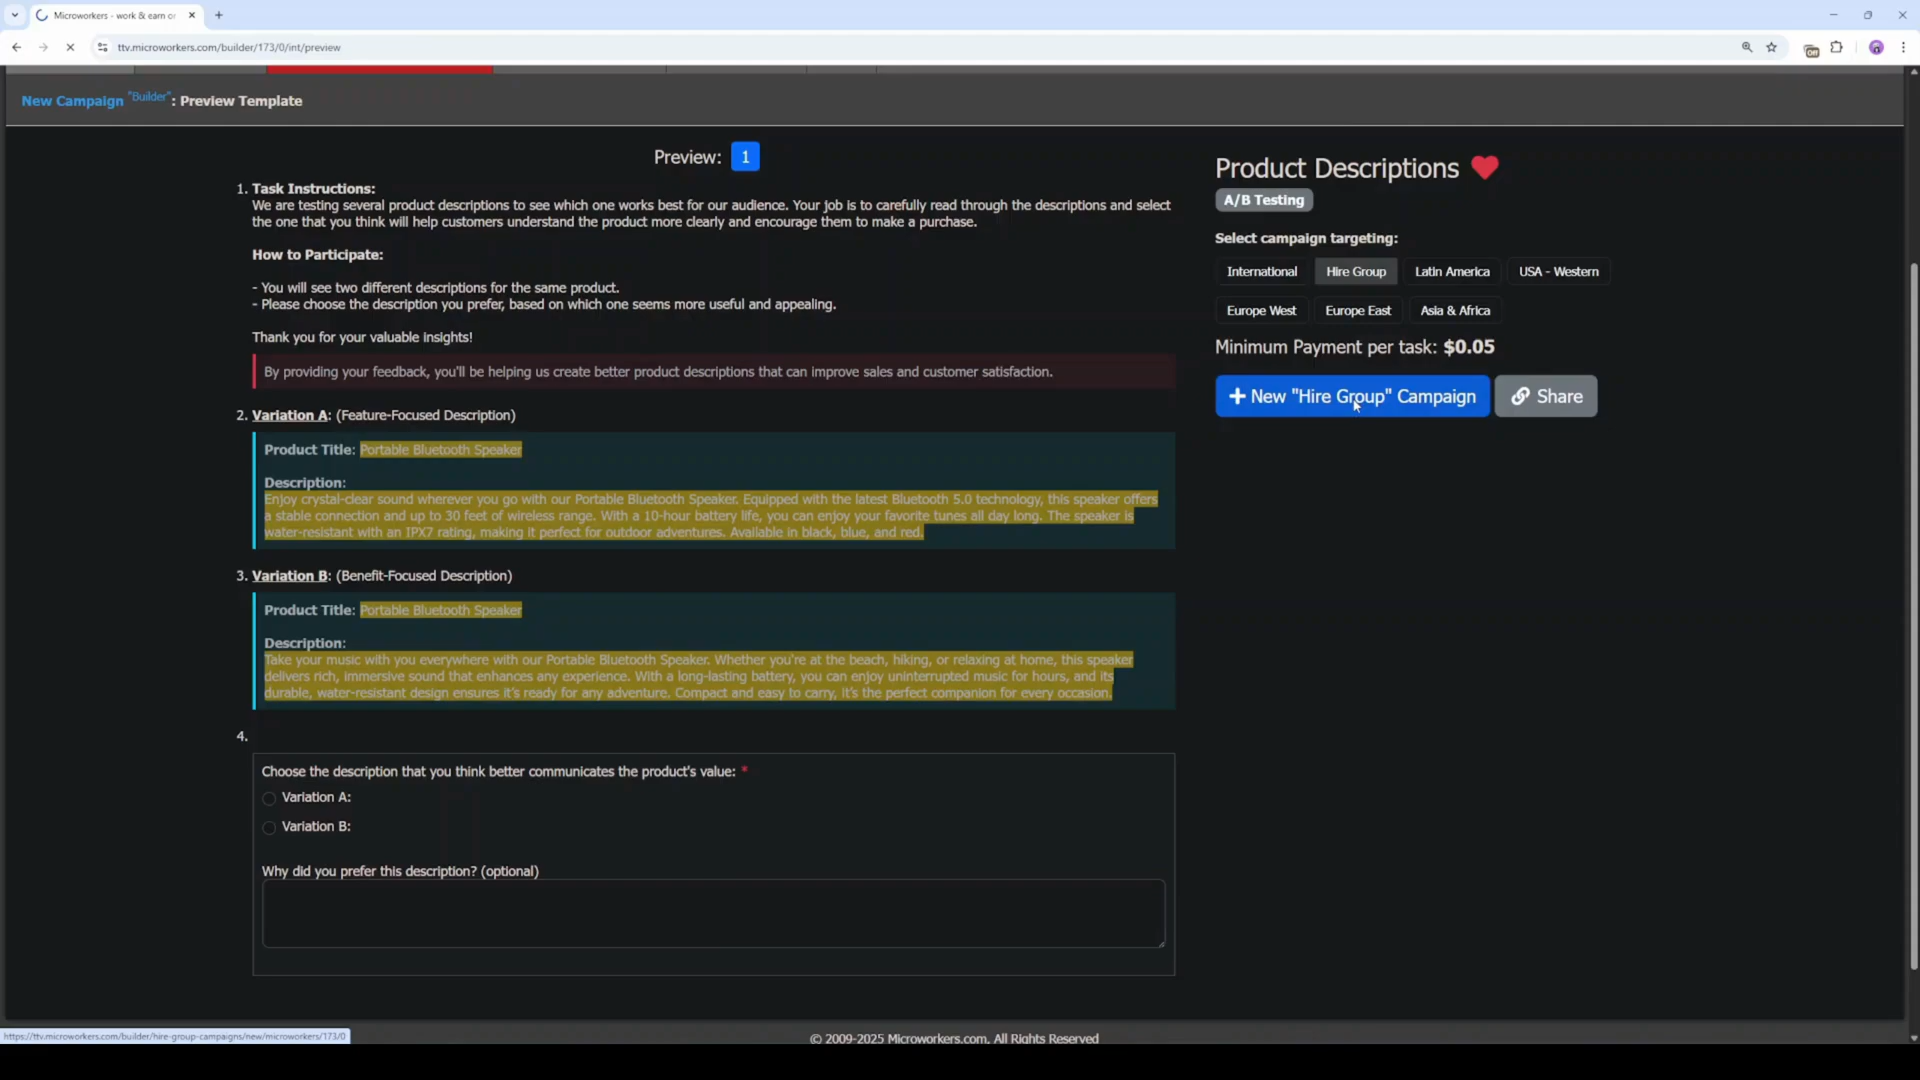 Microworkers - work & earn or
ttv.microworkers.com/builder/173/0/int/preview
Off
New Campaign "Builder" : Preview Template
Preview: 1
1. Task Instructions:
We are testing several product descriptions to see which one works best for our audience. Your job is to carefully read through the descriptions and select
the one that you think will help customers understand the product more clearly and encourage them to make a purchase.
How to Participate:
- You will see two different descriptions for the same product.
- Please choose the description you prefer, based on which one seems more useful and appealing.
Thank you for your valuable insights!
By providing your feedback, you'll be helping us create better product descriptions that can improve sales and customer satisfaction.
2. Variation A: (Feature-Focused Description)
Product Title: Portable Bluetooth Speaker
Description:
Enjoy crystal-clear sound wherever you go with our Portable Bluetooth Speaker. Equipped with the latest Bluetooth 5.0 technology, this speaker offers
a stable connection and up to 30 feet of wireless range. With a 10-hour battery life, you can enjoy your favorite tunes all day long. The speaker is
water-resistant with an IPX7 rating, making it perfect for outdoor adventures. Available in black, blue, and red.
3. Variation B: (Benefit-Focused Description)
Product Title: Portable Bluetooth Speaker
Description:
Take your music with you everywhere with our Portable Bluetooth Speaker. Whether you're at the beach, hiking, or relaxing at home, this speaker
delivers rich, immersive sound that enhances any experience. With a long-lasting battery, you can enjoy uninterrupted music for hours, and its
durable, water-resistant design ensures it's ready for any adventure. Compact and easy to carry, it's the perfect companion for every occasion.
4.
Choose the description that you think better communicates the product's value: *
Variation A:
Variation B:
Why did you prefer this description? (optional)
Product Descriptions
A/B Testing
Select campaign targeting:
International Hire Group Latin America USA - Western
Europe West Europe East Asia & Africa
Minimum Payment per task: $0.05
+ New "Hire Group" Campaign Share
https://ttv.microworkers.com/builder/hire-group-campaigns/new/microworkers/173/0
© 2009-2025 Microworkers.com, All Rights Reserved